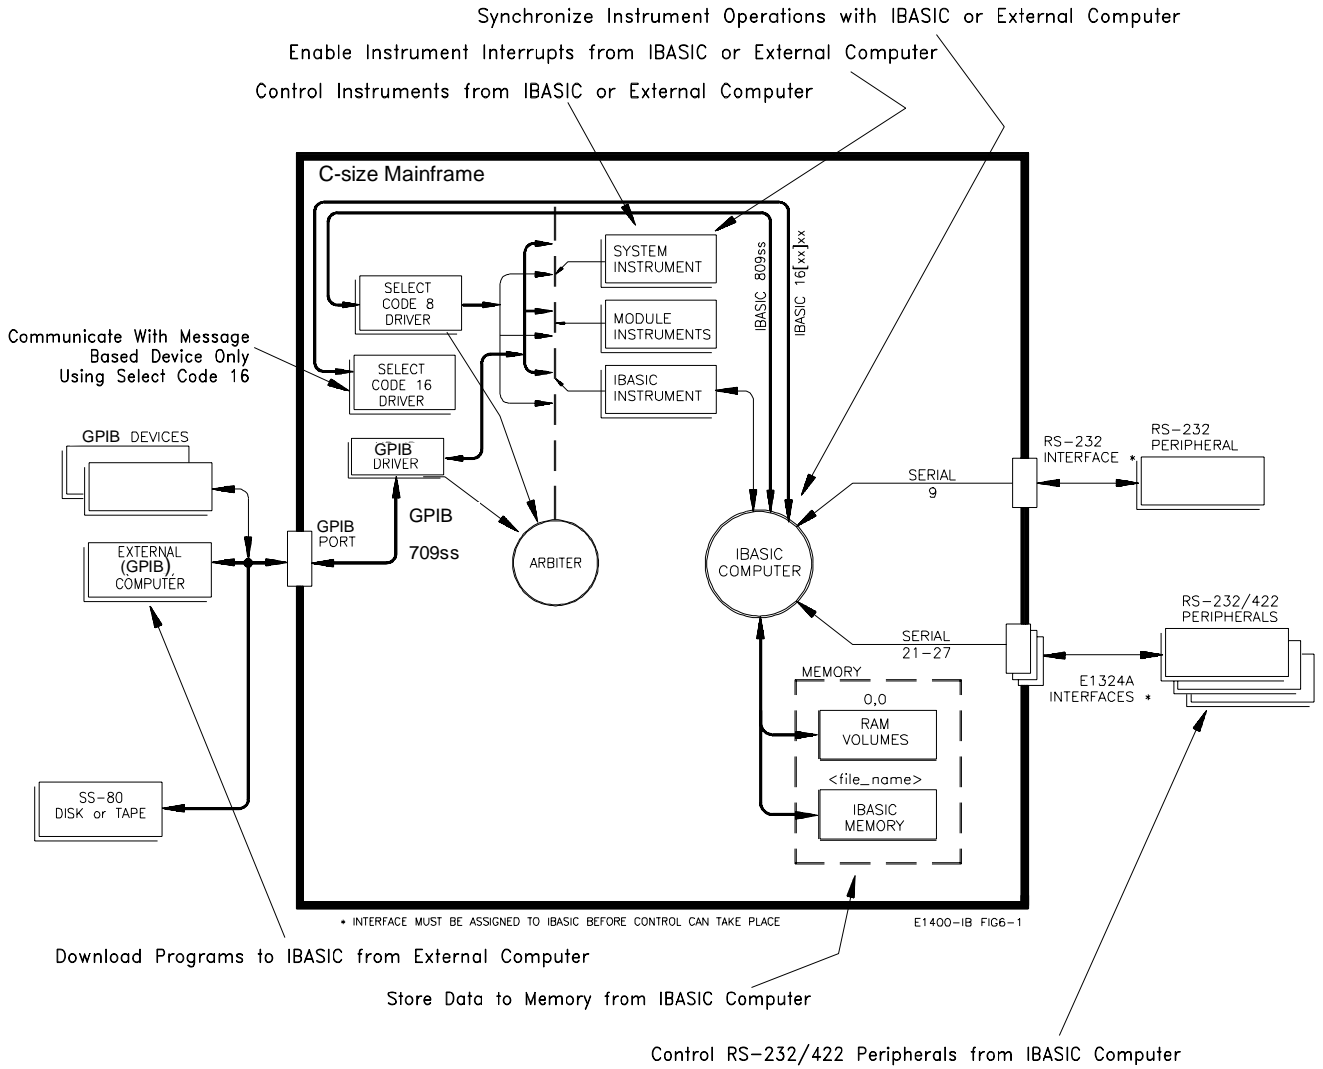 Synchronize Instrument Operations with IBASIC or External Computer
Enable Instrument Interrupts from IBASIC or External Computer
Control Instruments from IBASIC or External Computer
C-size Mainframe
SYSTEM
INSTRUMENT
IBASIC 809ss
IBASIC 16[xx]xx
SELECT
CODE 8
DRIVER
MODULE
INSTRUMENTS
Communicate With Message
Based Device Only
Using Select Code 16
SELECT
CODE 16
DRIVER
IBASIC
INSTRUMENT
GPIB DEVICES
GPIB
DRIVER
RS-232
INTERFACE *
RS-232
PERIPHERAL
SERIAL
9
GPIB
PORT
GPIB
709ss
EXTERNAL
(GPIB)
COMPUTER
ARBITER
IBASIC
COMPUTER
RS-232/422
PERIPHERALS
SERIAL
21-27
E1324A
INTERFACES *
MEMORY
0,0
RAM
VOLUMES
<file_name>
IBASIC
MEMORY
SS-80
DISK or TAPE
* INTERFACE MUST BE ASSIGNED TO IBASIC BEFORE CONTROL CAN TAKE PLACE
E1400-IB FIG6-1
Download Programs to IBASIC from External Computer
Store Data to Memory from IBASIC Computer
Control RS-232/422 Peripherals from IBASIC Computer